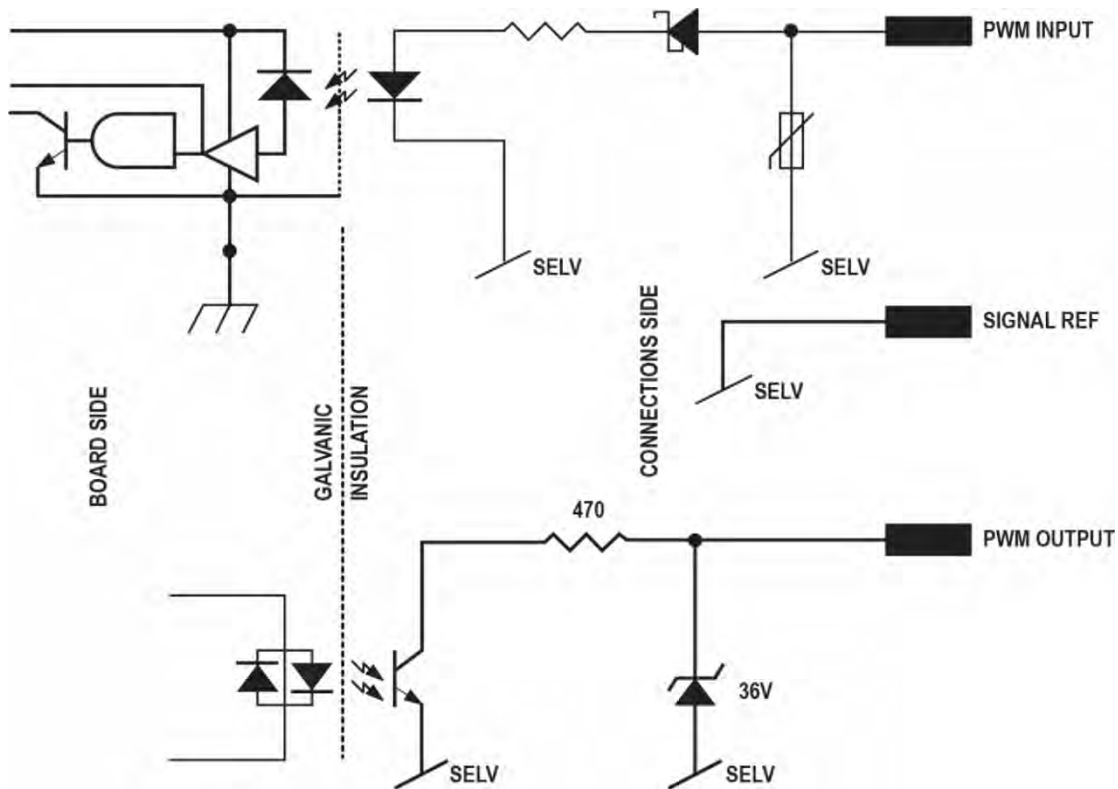 PWM INPUT
SELV
SELV
SIGNAL REF
SELV
BOARD SIDE
GALVANIC
INSULATION
CONNECTIONS SIDE
470
PWM OUTPUT
36V
SELV
SELV